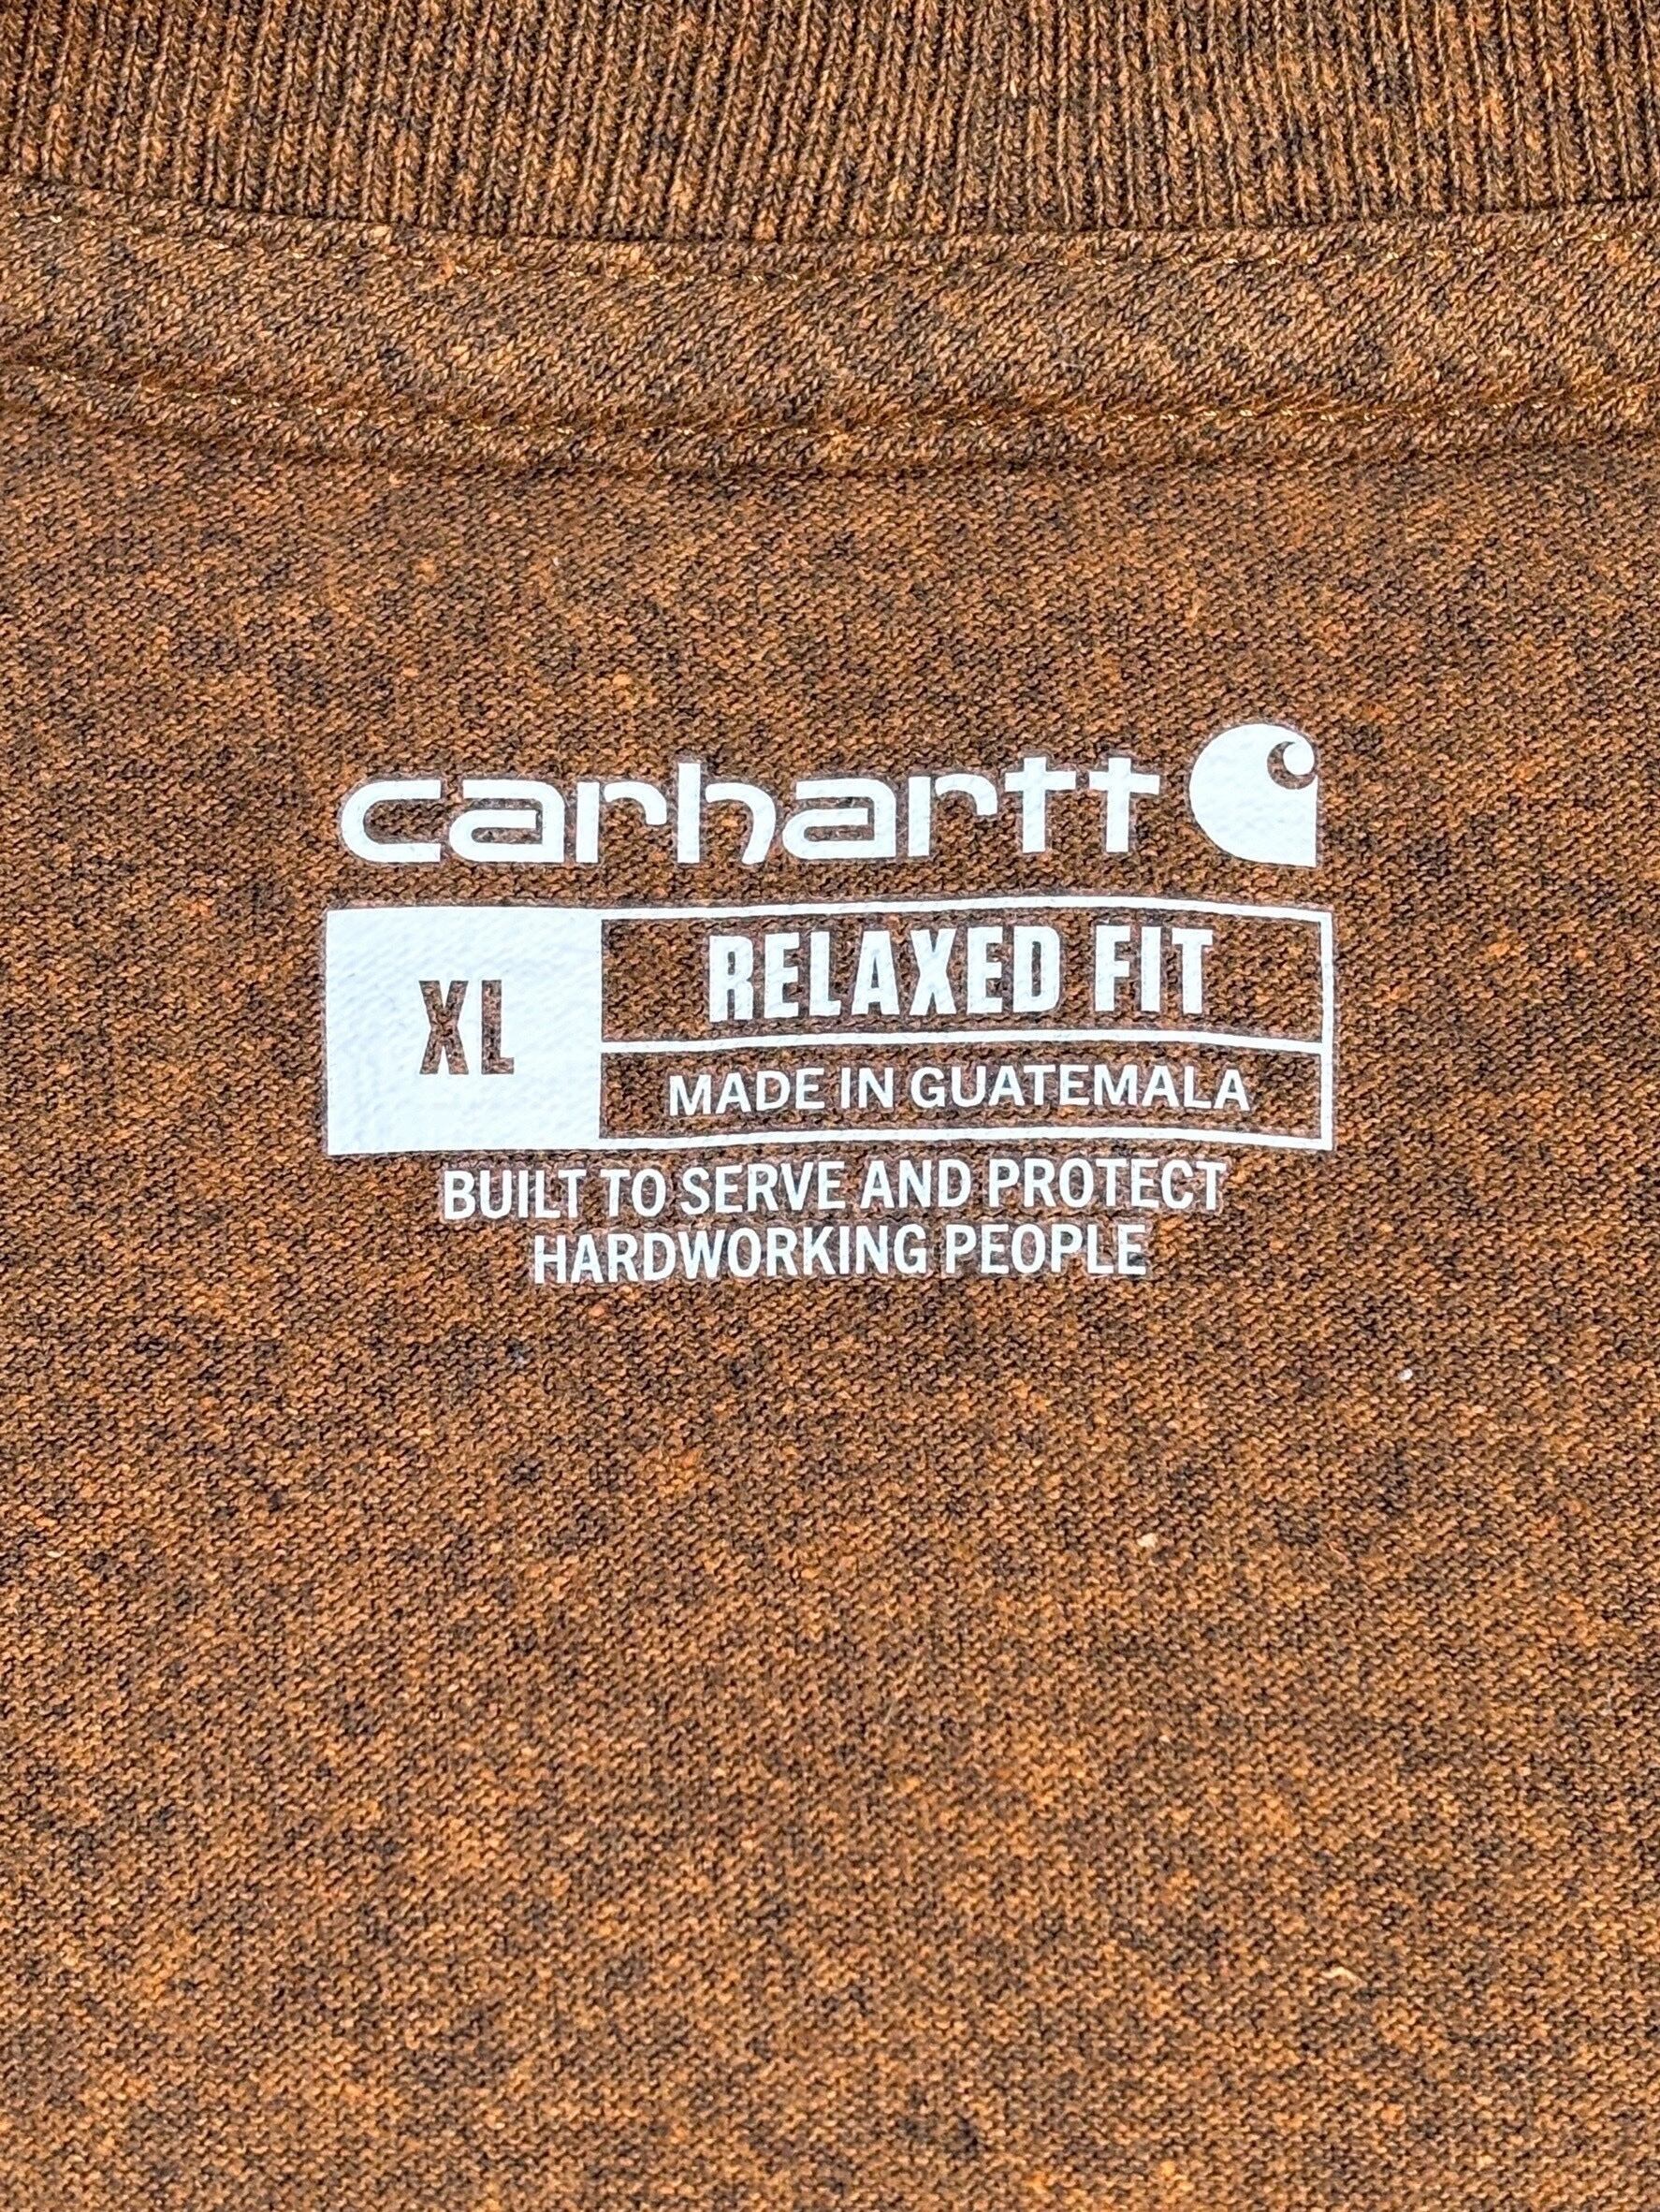 carhartt
XL
RELAXED FIT
MADE IN GUATEMALA
BUILT TO SERVE AND PROTECT
HARDWORKING PEOPLE